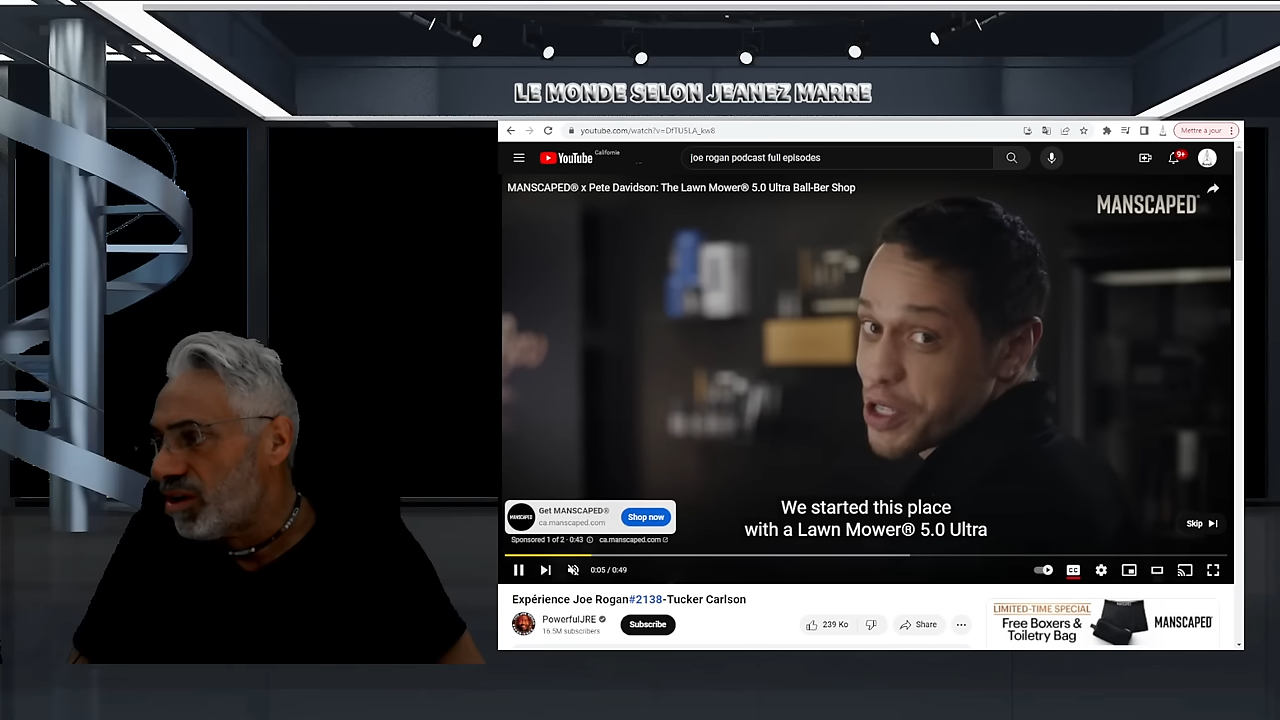 LE MONDE SELON JEANEZ MARRE
youtube.com/watch?v=DfTU5LA_kw8
Mettre à jour
YouTube
Californie
joe rogan podcast full episodes
9+
MANSCAPED® x Pete Davidson: The Lawn Mower® 5.0 Ultra Ball-Ber Shop
MANSCAPED®
We started this place
with a Lawn Mower® 5.0 Ultra
MANSCAPED
Get MANSCAPED®
ca.manscaped.com
Shop now
Skip
Sponsored 1 of 2 · 0:43
ca.manscaped.com
0:05 / 0:49
CC
Expérience Joe Rogan#2138-Tucker Carlson
PowerfulJRE
16.5M subscribers
Subscribe
239 Ko
Share
LIMITED-TIME SPECIAL
Free Boxers &
Toiletry Bag
MANSCAPED®